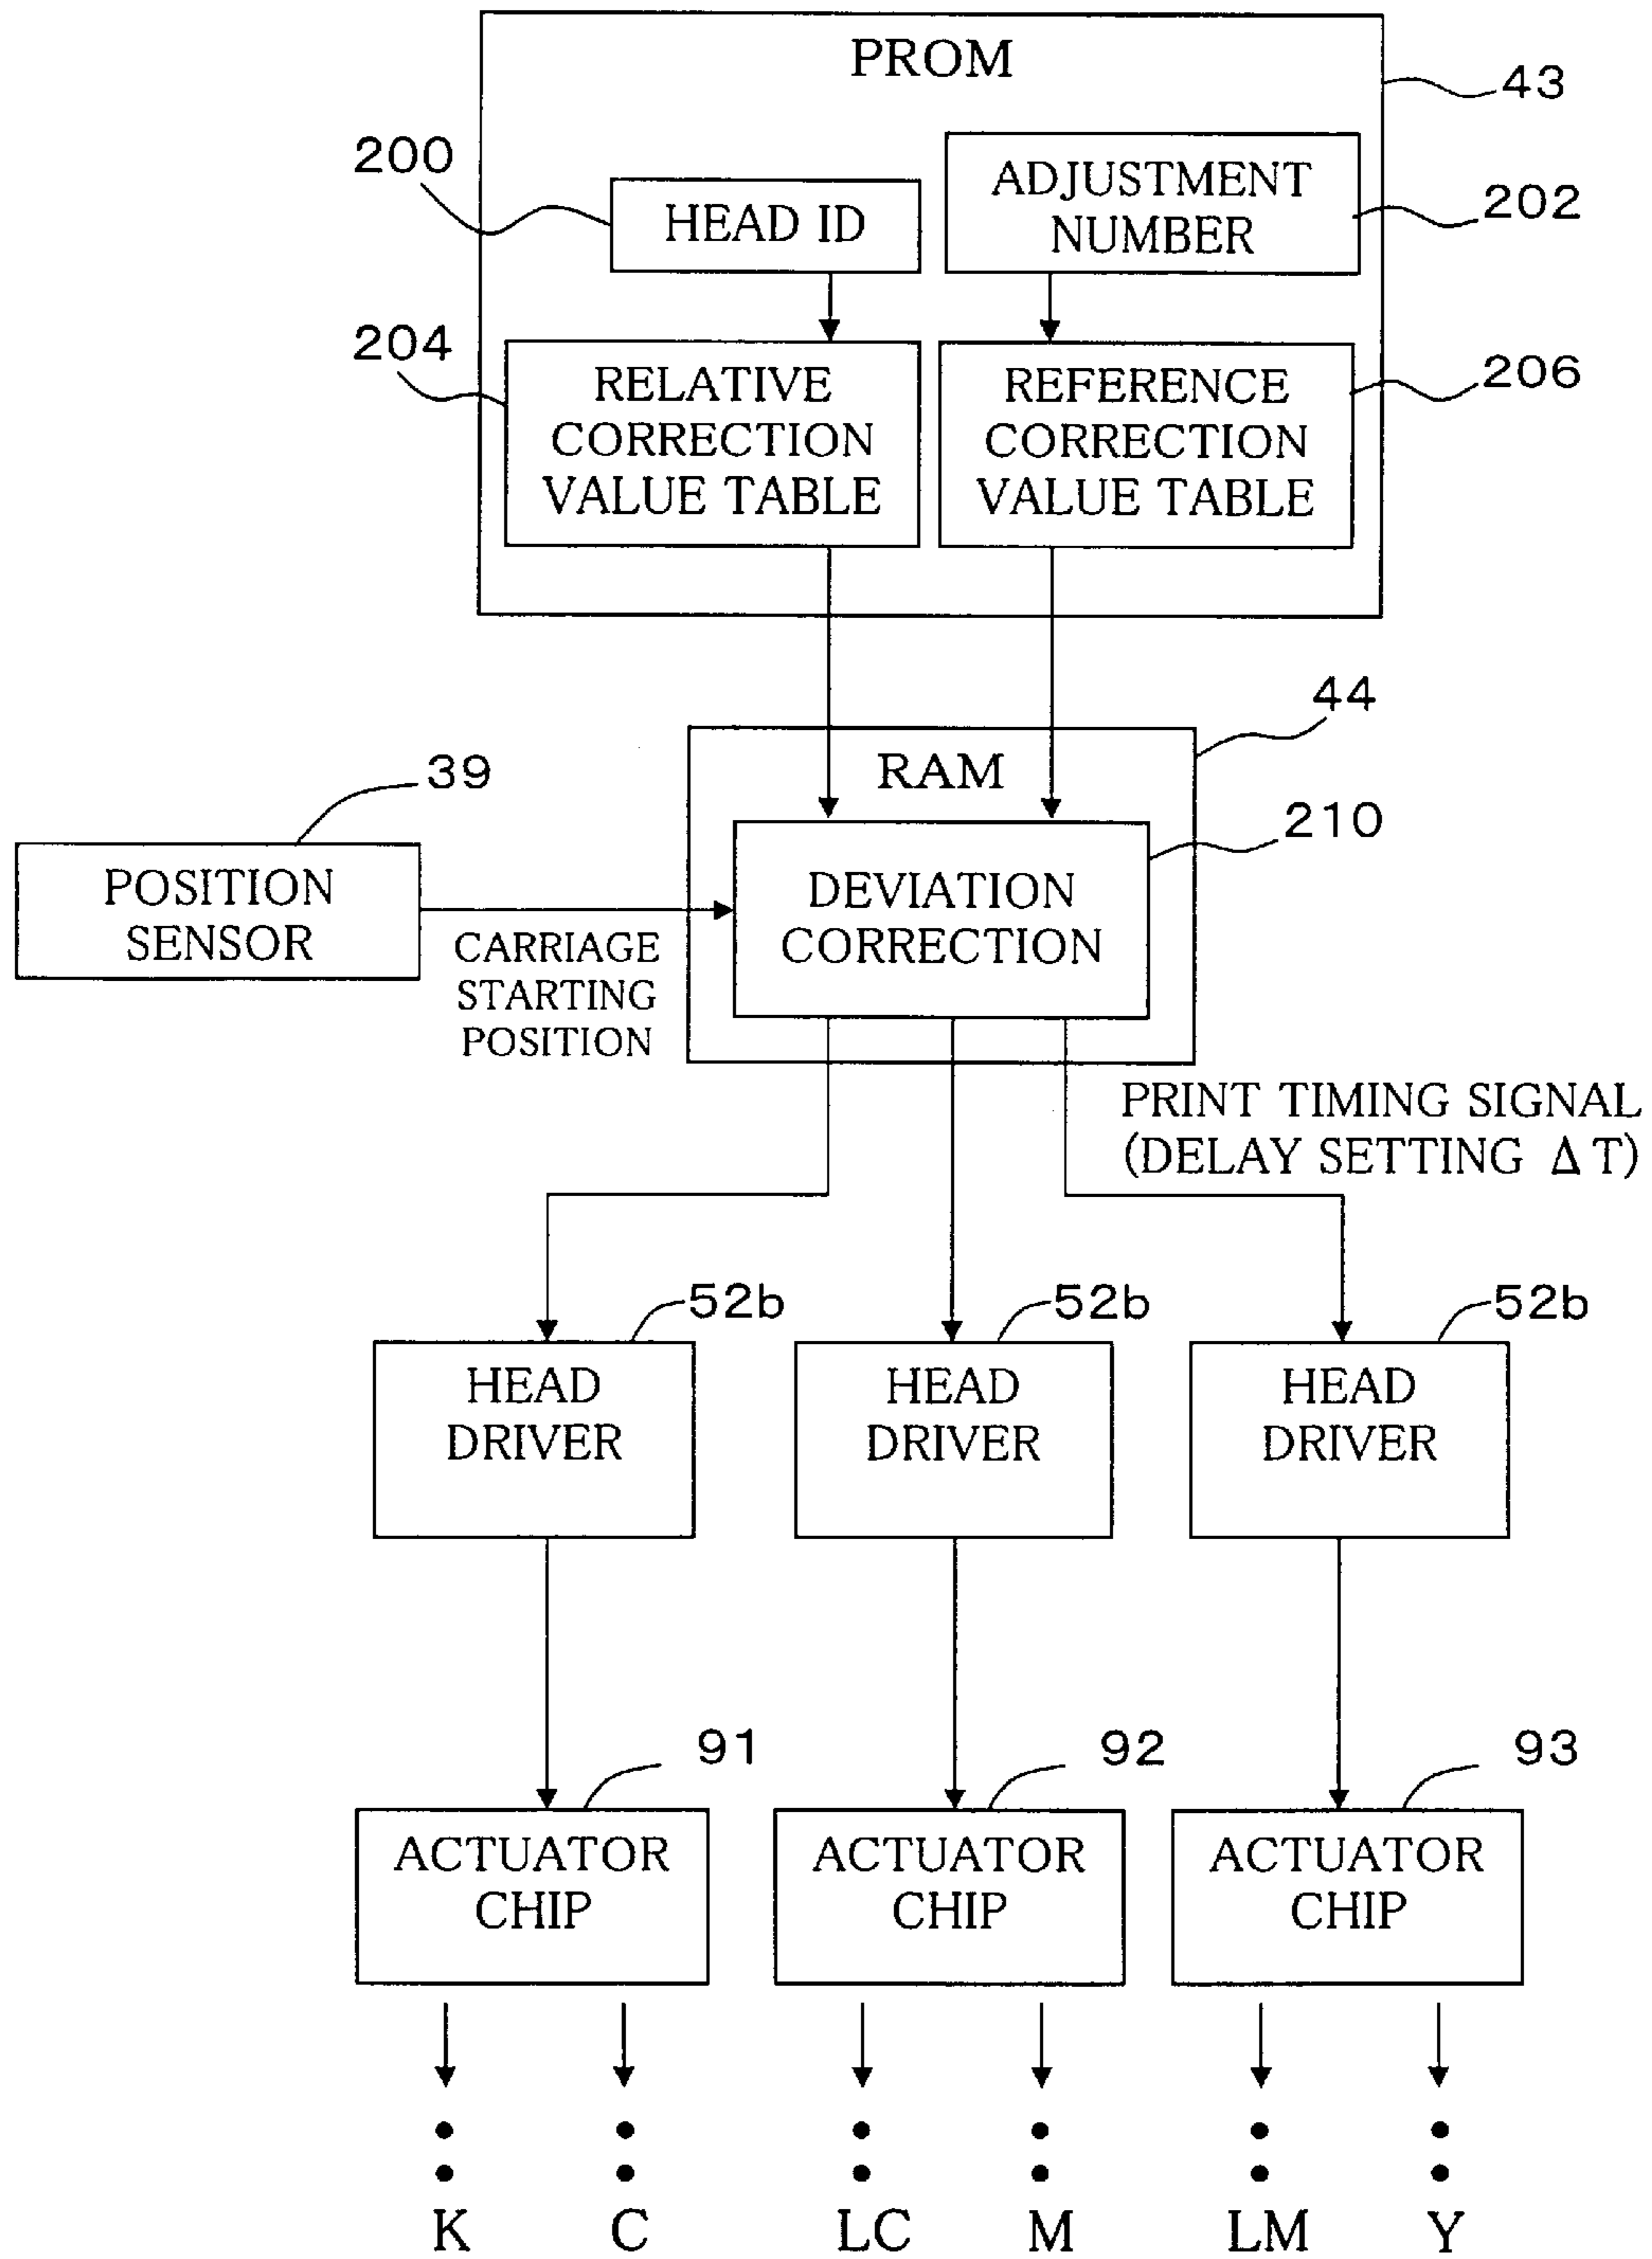 PROM
43
200
HEAD ID
ADJUSTMENT
NUMBER
202
204
RELATIVE
CORRECTION
VALUE TABLE
REFERENCE
CORRECTION
VALUE TABLE
206
44
RAM
39
POSITION
SENSOR
CARRIAGE
STARTING
POSITION
210
DEVIATION
CORRECTION
PRINT TIMING SIGNAL
(DELAY SETTING Δ T)
52b
HEAD
DRIVER
52b
HEAD
DRIVER
52b
HEAD
DRIVER
91
ACTUATOR
CHIP
92
ACTUATOR
CHIP
93
ACTUATOR
CHIP
K C LC M LM Y